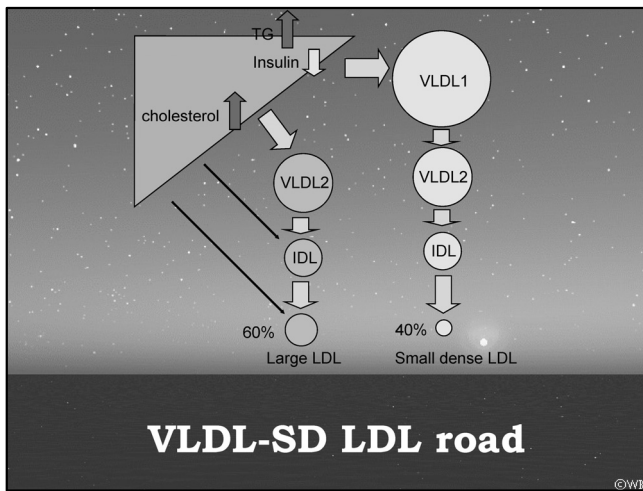 TG
Insulin
cholesterol
VLDL1
VLDL2
VLDL2
IDL
IDL
60%
40%
Large LDL
Small dense LDL
VLDL-SD LDL road